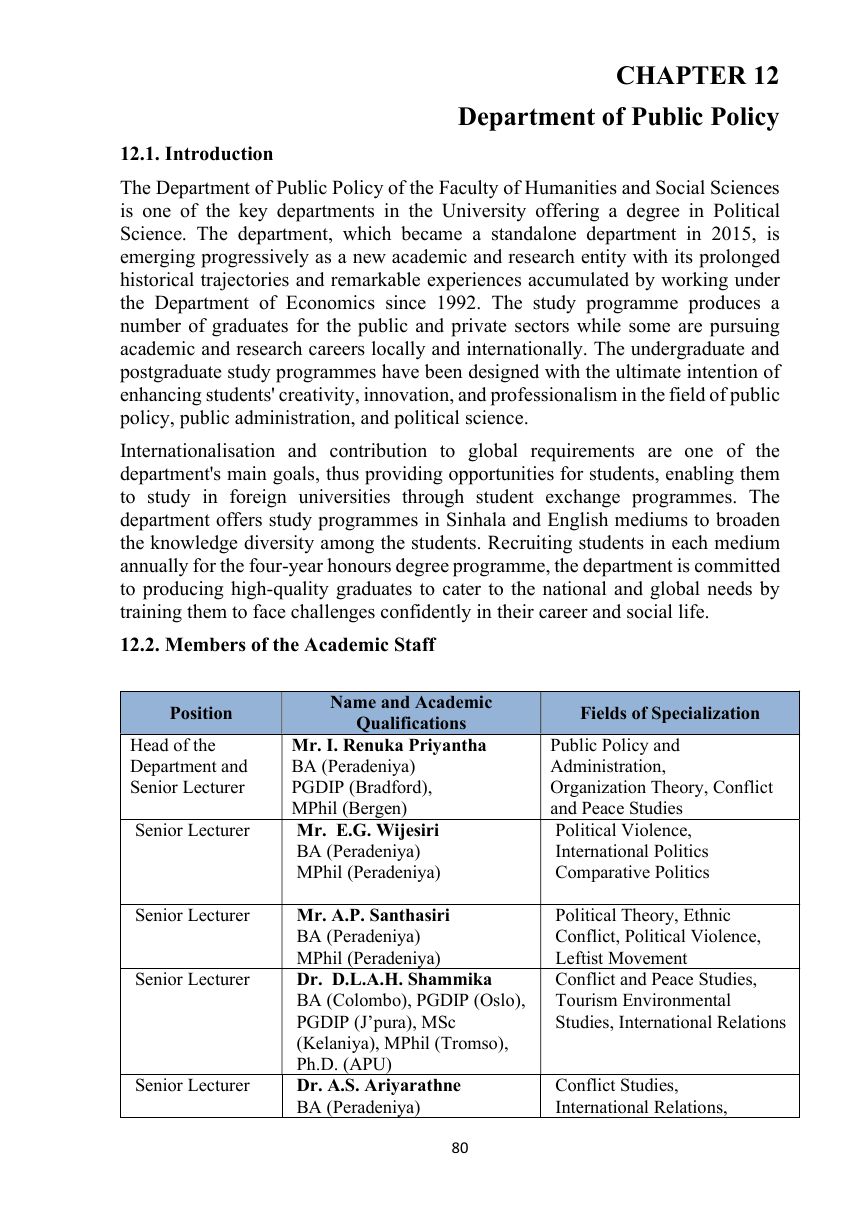 CHAPTER 12
Department of Public Policy
12.1. Introduction
The Department of Public Policy of the Faculty of Humanities and Social Sciences
is one of the key departments in the University offering a degree in Political
Science. The department, which became a standalone department in 2015, is
emerging progressively as a new academic and research entity with its prolonged
historical trajectories and remarkable experiences accumulated by working under
the Department of Economics since 1992. The study programme produces a
number of graduates for the public and private sectors while some are pursuing
academic and research careers locally and internationally. The undergraduate and
postgraduate study programmes have been designed with the ultimate intention of
enhancing students' creativity, innovation, and professionalism in the field of public
policy, public administration, and political science.
Internationalisation and contribution to global requirements are one of the
department's main goals, thus providing opportunities for students, enabling them
to study in foreign universities through student exchange programmes. The
department offers study programmes in Sinhala and English mediums to broaden
the knowledge diversity among the students. Recruiting students in each medium
annually for the four-year honours degree programme, the department is committed
to producing high-quality graduates to cater to the national and global needs by
training them to face challenges confidently in their career and social life.
12.2. Members of the Academic Staff
Position
Name and Academic
Qualifications
Fields of Specialization
Head of the
Department and
Senior Lecturer
Mr. I. Renuka Priyantha
BA (Peradeniya)
PGDIP (Bradford),
MPhil (Bergen)
Public Policy and
Administration,
Organization Theory, Conflict
and Peace Studies
Senior Lecturer
Mr. E.G. Wijesiri
BA (Peradeniya)
MPhil (Peradeniya)
Political Violence,
International Politics
Comparative Politics
Senior Lecturer
Mr. A.P. Santhasiri
BA (Peradeniya)
MPhil (Peradeniya)
Political Theory, Ethnic
Conflict, Political Violence,
Leftist Movement
Senior Lecturer
Dr. D.L.A.H. Shammika
BA (Colombo), PGDIP (Oslo),
PGDIP (J’pura), MSc
(Kelaniya), MPhil (Tromso),
Ph.D. (APU)
Conflict and Peace Studies,
Tourism Environmental
Studies, International Relations
Senior Lecturer
Dr. A.S. Ariyarathne
BA (Peradeniya)
Conflict Studies,
International Relations,
80